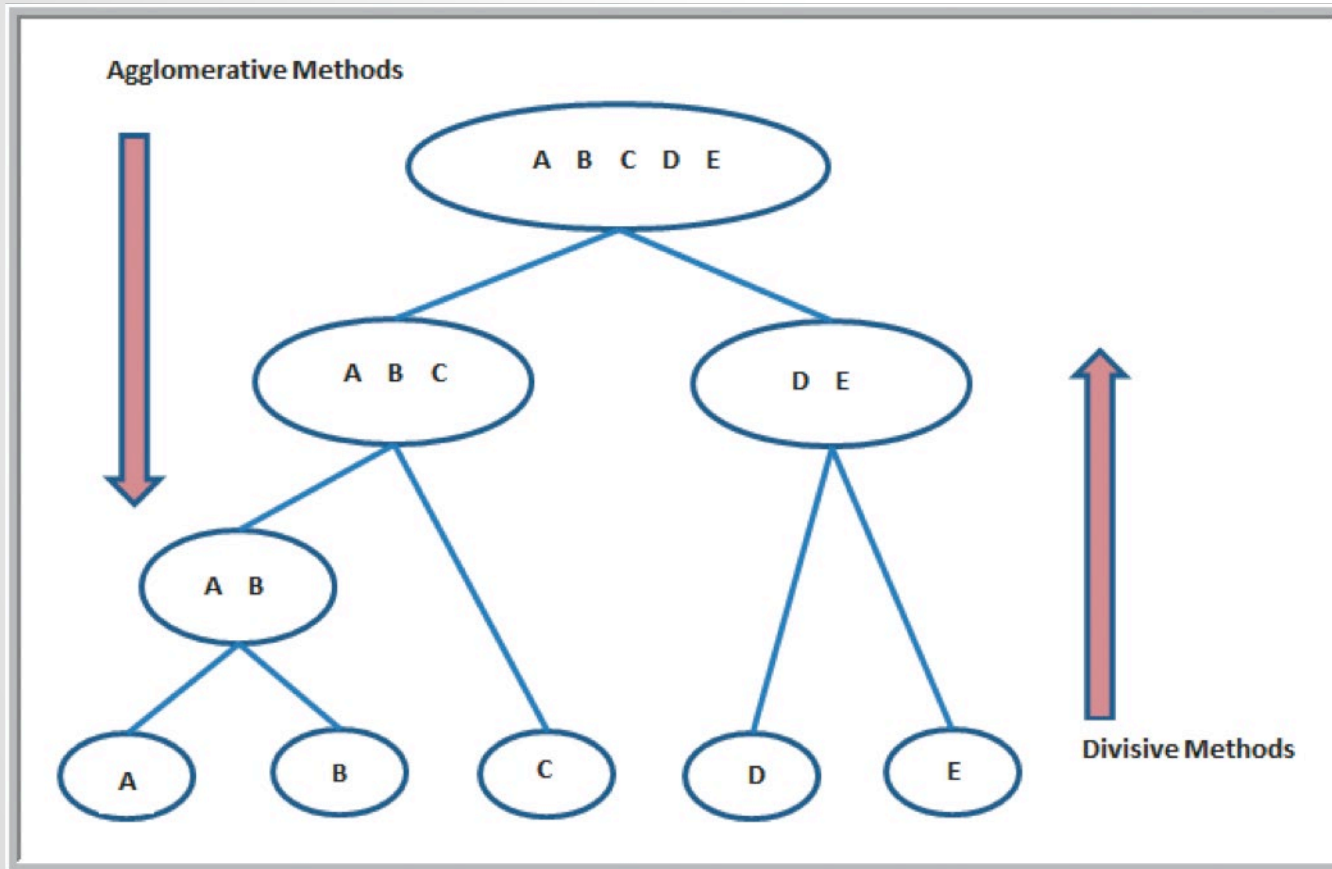 Agglomerative Methods
A B C D E
A B C
D E
A B
A
B
C
D
E
Divisive Methods